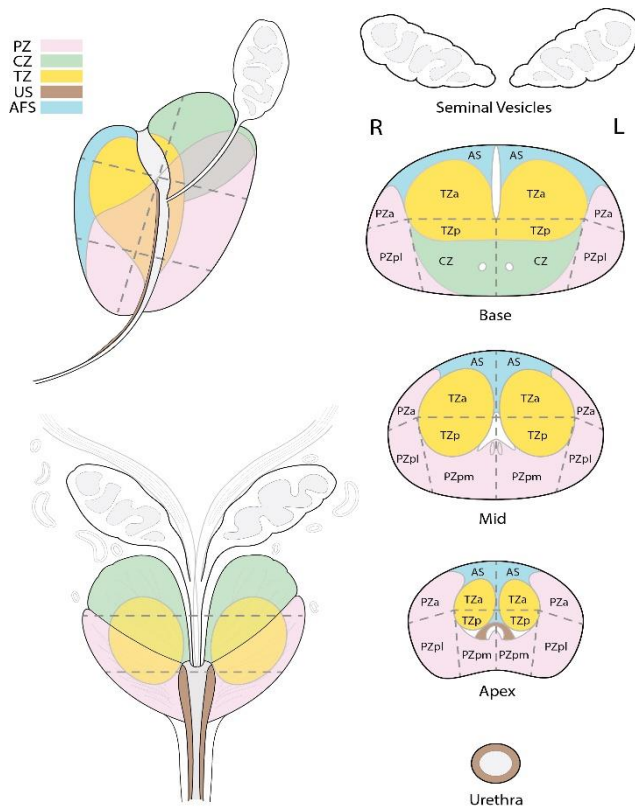 PZ
CZ
TZ
US
AFS
Seminal Vesicles
R L
AS AS
TZa TZa
PZa PZa
TZp TZp
PZpl CZ CZ PZpl
Base
AS AS
TZa TZa
PZa PZa
TZp TZp
PZpl PZpl
PZpm PZpm
Mid
AS AS
PZa TZa TZa PZa
TZp TZp
PZpl PZpm PZpm PZpl
Apex
Urethra